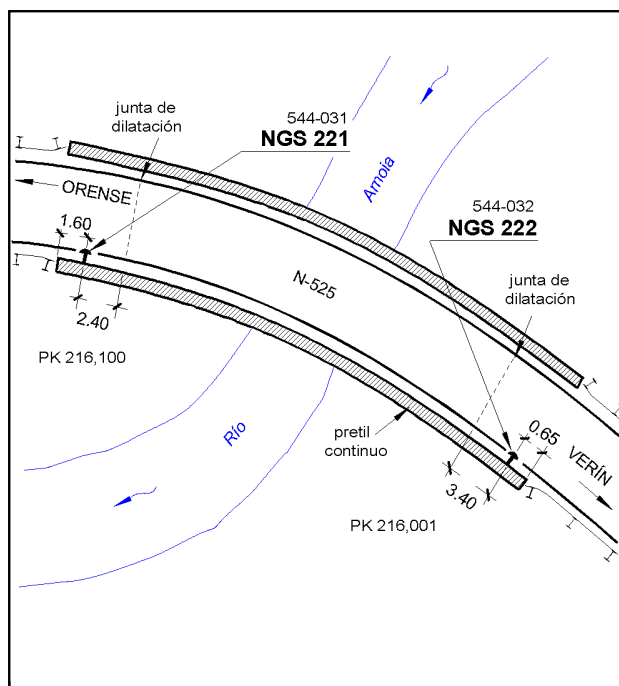 junta de
dilatación
544-031
NGS 221
ORENSE
Arnoia
544-032
NGS 222
1.60
N-525
junta de
dilatación
2.40
PK 216,100
Río
pretil
continuo
0.65
VERÍN
3.40
PK 216,001